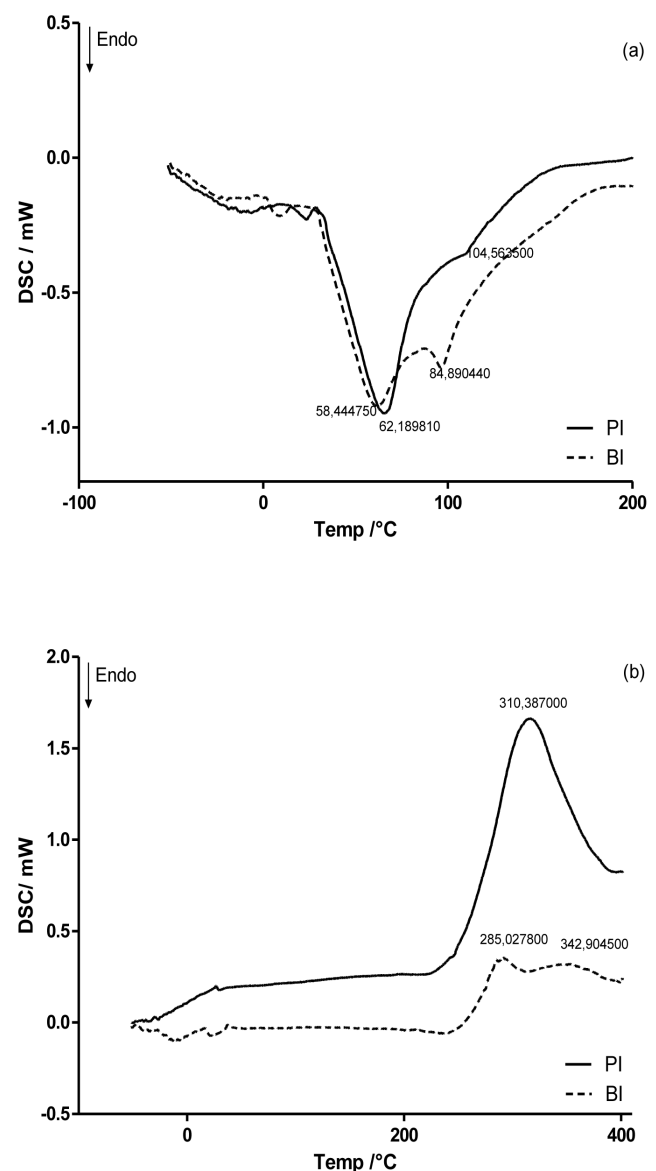 0.5
Endo
(a)
0.0
104,563500
-0.5
DSC / mW
84,890440
58,444750
62,189810
-1.0
PI
BI
-100
0
100
200
Temp /°C
2.0
Endo
(b)
310,387000
1.5
1.0
DSC/ mW
0.5
285,027800
342,904500
0.0
PI
BI
-0.5
0
200
400
Temp /°C